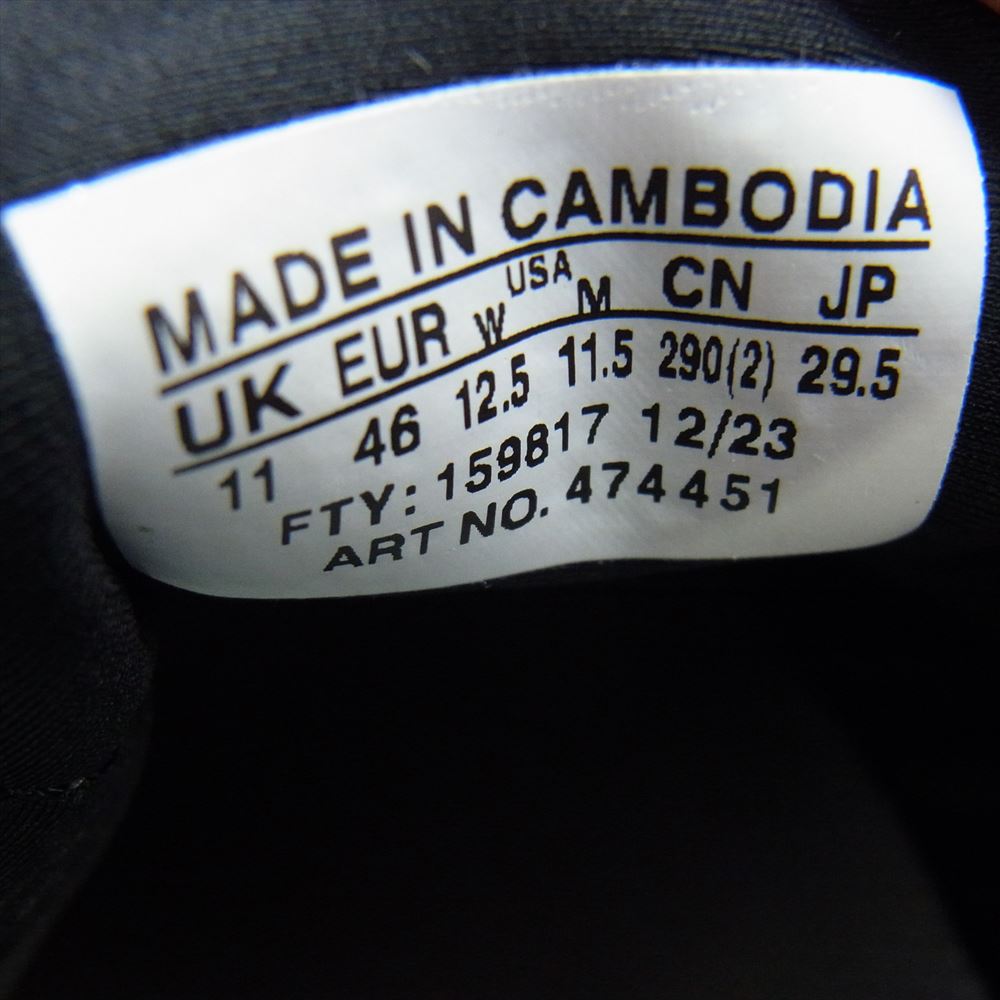 MADE IN CAMBODIA
UK EUR W USA M CN JP
11 46 12.5 11.5 290(2) 29.5
FTY: 159817 12/23
ART NO. 474451